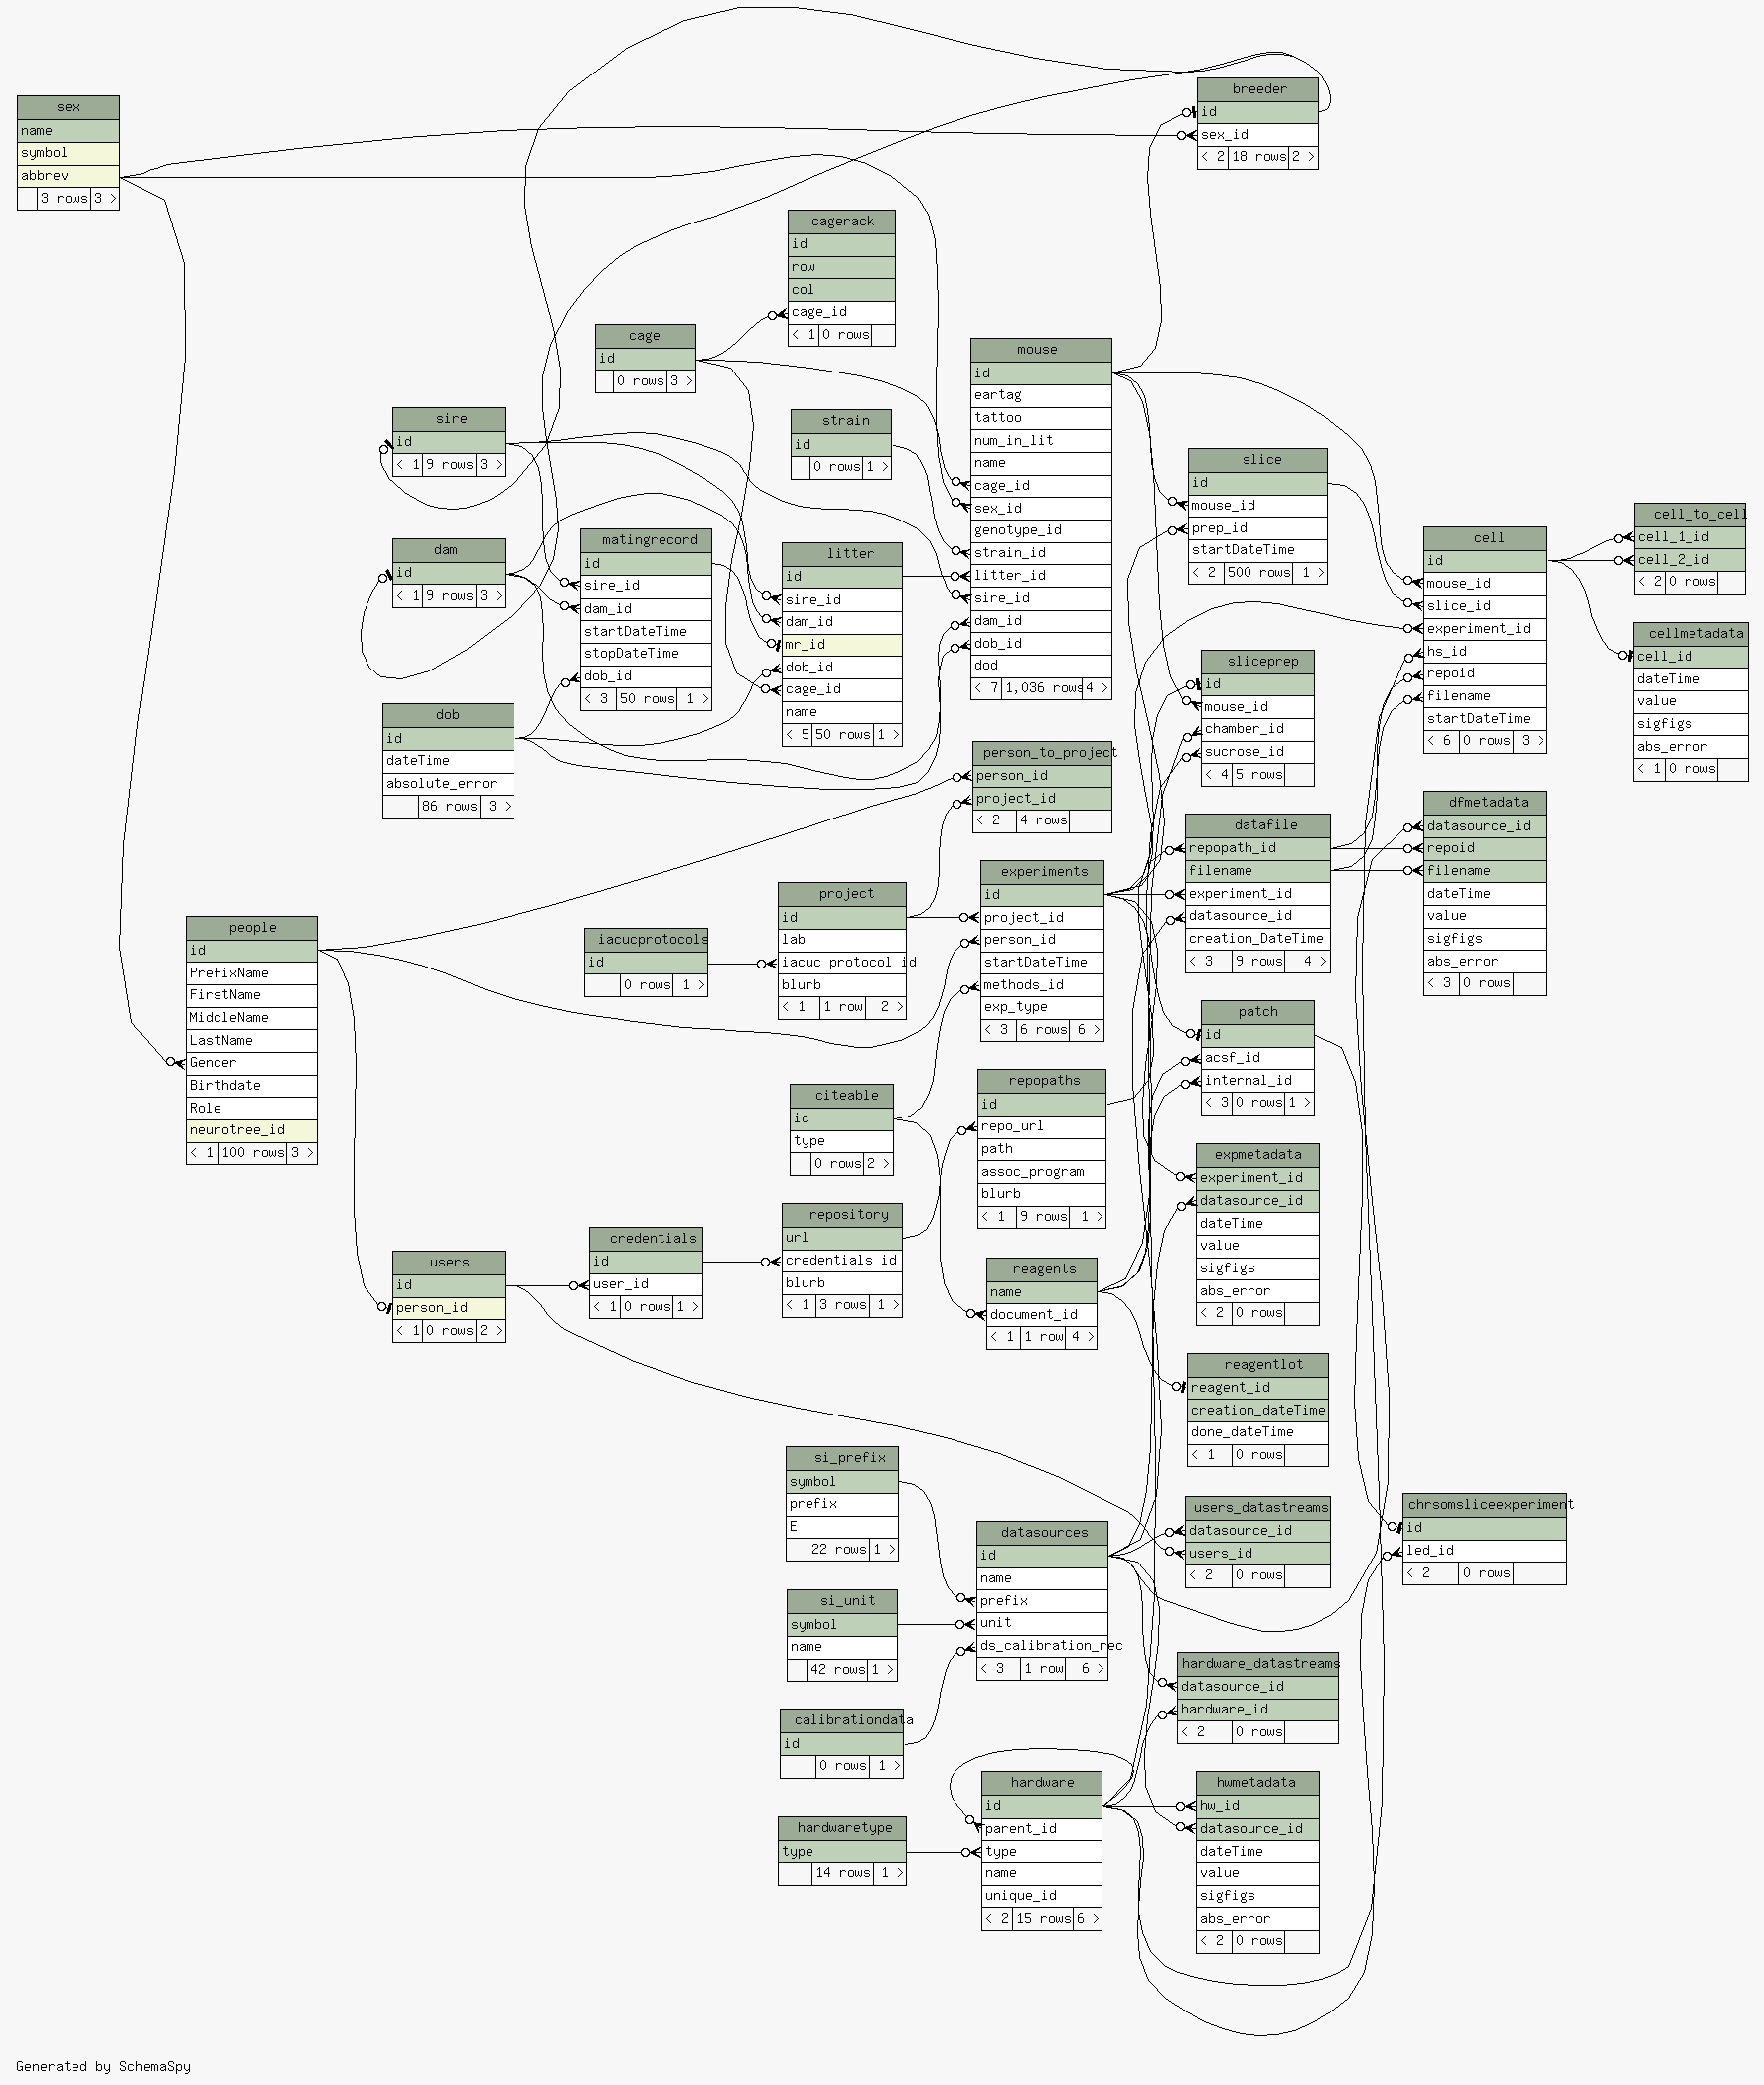 sex
name
symbol
abbrev
3 rows 3 >
breeder
id
sex_id
< 2 18 rows 2 >
cagerack
id
row
col
cage_id
< 1 0 rows
cage
id
0 rows 3 >
mouse
id
eartag
tattoo
num_in_lit
name
cage_id
sex_id
genotype_id
strain_id
litter_id
sire_id
dam_id
dob_id
dod
< 7 1,036 rows 4 >
sire
id
< 1 9 rows 3 >
strain
id
0 rows 1 >
slice
id
mouse_id
prep_id
startDateTime
< 2 500 rows 1 >
cell
id
mouse_id
slice_id
experiment_id
hs_id
repoid
filename
startDateTime
< 6 0 rows 3 >
cell_to_cell
cell_1_id
cell_2_id
< 2 0 rows
cellmetadata
cell_id
dateTime
value
sigfigs
abs_error
< 1 0 rows
dam
id
< 1 9 rows 3 >
matingrecord
id
sire_id
dam_id
startDateTime
stopDateTime
dob_id
< 3 50 rows 1 >
litter
id
sire_id
dam_id
mr_id
dob_id
cage_id
name
< 5 50 rows 1 >
sliceprep
id
mouse_id
chamber_id
sucrose_id
< 4 5 rows
dob
id
dateTime
absolute_error
86 rows 3 >
person_to_project
person_id
project_id
< 2 4 rows
datafile
repopath_id
filename
experiment_id
datasource_id
creation_DateTime
< 3 9 rows 4 >
dfmetadata
datasource_id
repoid
filename
dateTime
value
sigfigs
abs_error
< 3 0 rows
people
id
PrefixName
FirstName
MiddleName
LastName
Gender
Birthdate
Role
neurotree_id
< 1 100 rows 3 >
iacucprotocols
id
0 rows 1 >
project
id
lab
iacuc_protocol_id
blurb
< 1 1 row 2 >
experiments
id
project_id
person_id
startDateTime
methods_id
exp_type
< 3 6 rows 6 >
patch
id
acsf_id
internal_id
< 3 0 rows 1 >
citeable
id
type
0 rows 2 >
repopaths
id
repo_url
path
assoc_program
blurb
< 1 9 rows 1 >
expmetadata
experiment_id
datasource_id
dateTime
value
sigfigs
abs_error
< 2 0 rows
users
id
person_id
< 1 0 rows 2 >
credentials
id
user_id
< 1 0 rows 1 >
repository
url
credentials_id
blurb
< 1 3 rows 1 >
reagents
name
document_id
< 1 1 row 4 >
reagentlot
reagent_id
creation_dateTime
done_dateTime
< 1 0 rows
si_prefix
symbol
prefix
E
22 rows 1 >
datasources
id
name
prefix
unit
ds_calibration_rec
< 3 1 row 6 >
users_datastreams
datasource_id
users_id
< 2 0 rows
chrsomsliceexperiment
id
led_id
< 2 0 rows
si_unit
symbol
name
42 rows 1 >
hardware_datastreams
datasource_id
hardware_id
< 2 0 rows
calibrationdata
id
0 rows 1 >
hardware
id
parent_id
type
name
unique_id
< 2 15 rows 6 >
hwmetadata
hw_id
datasource_id
dateTime
value
sigfigs
abs_error
< 2 0 rows
hardwaretype
type
14 rows 1 >
Generated by SchemaSpy